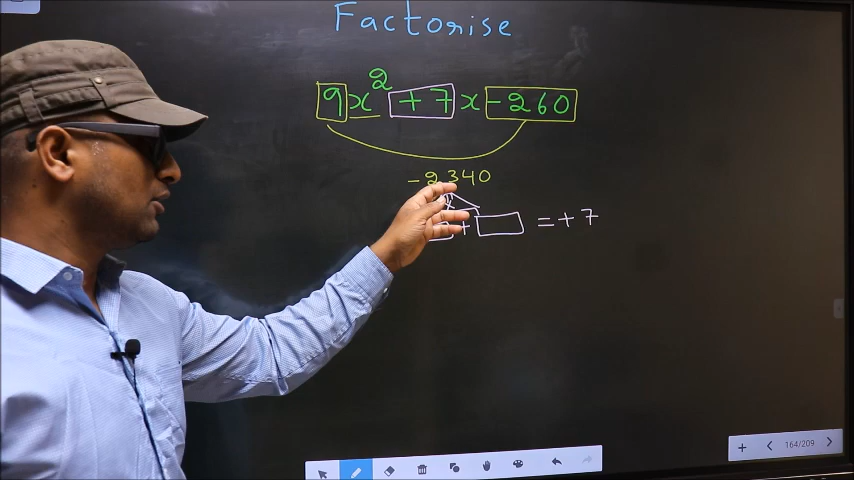 Factorise
9x² +7x -260
-2340
+ = +7
164/209